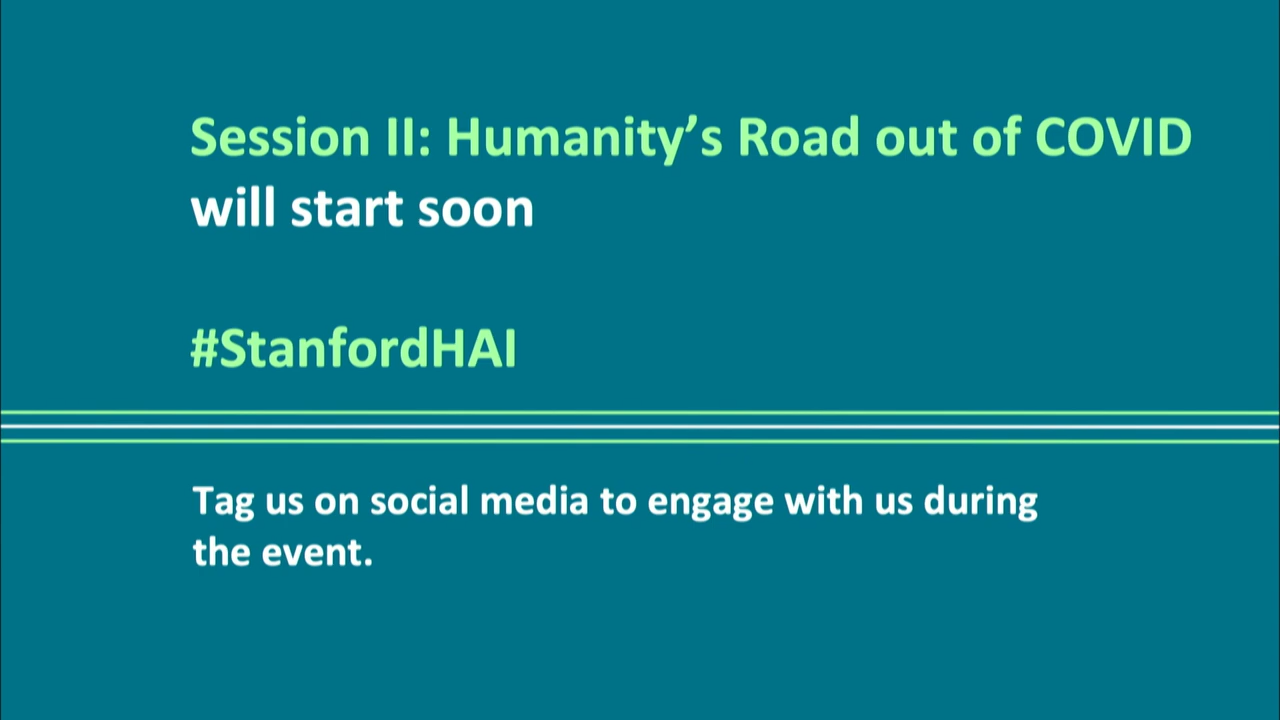 Session II: Humanity’s Road out of COVID
will start soon
#StanfordHAI
Tag us on social media to engage with us during
the event.